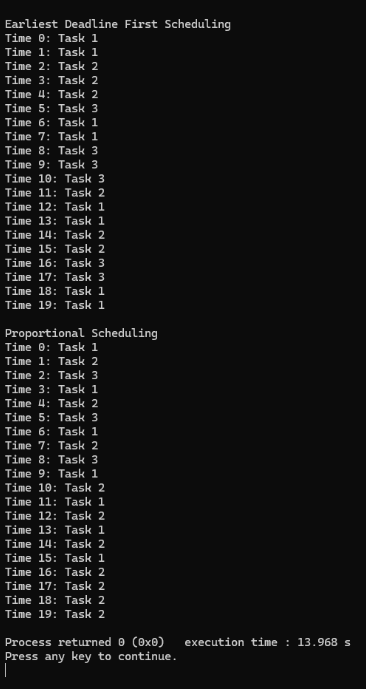 Earliest Deadline First Scheduling
Time 0: Task 1
Time 1: Task 1
Time 2: Task 2
Time 3: Task 2
Time 4: Task 2
Time 5: Task 3
Time 6: Task 1
Time 7: Task 1
Time 8: Task 3
Time 9: Task 3
Time 10: Task 3
Time 11: Task 2
Time 12: Task 1
Time 13: Task 1
Time 14: Task 2
Time 15: Task 2
Time 16: Task 3
Time 17: Task 3
Time 18: Task 1
Time 19: Task 1
Proportional Scheduling
Time 0: Task 1
Time 1: Task 2
Time 2: Task 3
Time 3: Task 1
Time 4: Task 2
Time 5: Task 3
Time 6: Task 1
Time 7: Task 2
Time 8: Task 3
Time 9: Task 1
Time 10: Task 2
Time 11: Task 1
Time 12: Task 2
Time 13: Task 1
Time 14: Task 2
Time 15: Task 1
Time 16: Task 2
Time 17: Task 2
Time 18: Task 2
Time 19: Task 2
Process returned 0 (0x0)   execution time : 13.968 s
Press any key to continue.